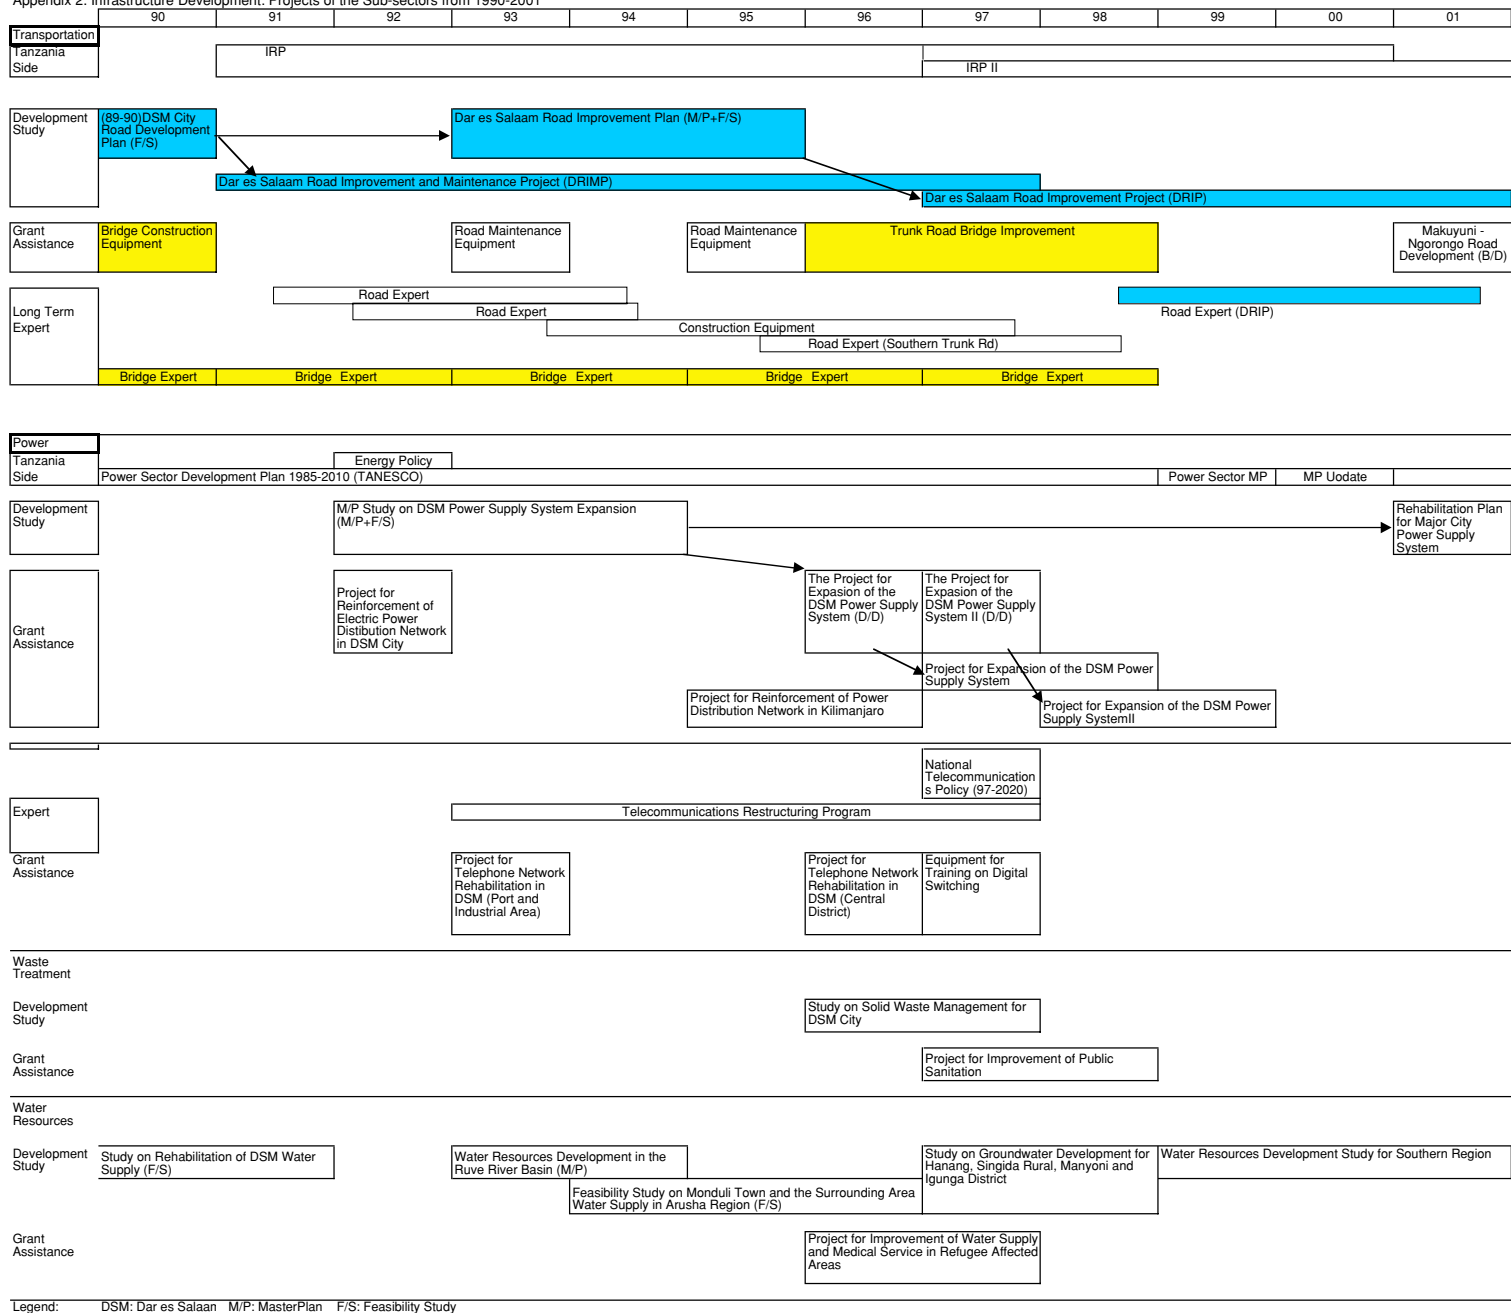 Appendix 2. Infrastructure Development: Projects of the Sub-sectors from 1990-2001
90 91 92 93 94 95 96 97 98 99 00 01
Transportation
Tanzania
Side
IRP
IRP II
Development
Study
(89-90)DSM City
Road Development
Plan (F/S)
Dar es Salaam Road Improvement Plan (M/P+F/S)
Dar es Salaam Road Improvement and Maintenance Project (DRIMP)
Dar es Salaam Road Improvement Project (DRIP)
Grant
Assistance
Bridge Construction
Equipment
Road Maintenance
Equipment
Road Maintenance
Equipment
Trunk Road Bridge Improvement
Makuyuni -
Ngorongo Road
Development (B/D)
Long Term
Expert
Road Expert
Road Expert
Construction Equipment
Road Expert (Southern Trunk Rd)
Road Expert (DRIP)
Bridge Expert Bridge Expert Bridge Expert Bridge Expert Bridge Expert
Power
Tanzania
Side
Energy Policy
Power Sector Development Plan 1985-2010 (TANESCO)
Power Sector MP
MP Uodate
Development
Study
M/P Study on DSM Power Supply System Expansion
(M/P+F/S)
Rehabilitation Plan
for Major City
Power Supply
System
Grant
Assistance
Project for
Reinforcement of
Electric Power
Distibution Network
in DSM City
The Project for
Expasion of the
DSM Power Supply
System (D/D)
The Project for
Expasion of the
DSM Power Supply
System II (D/D)
Project for Expansion of the DSM Power
Supply System
Project for Reinforcement of Power
Distribution Network in Kilimanjaro
Project for Expansion of the DSM Power
Supply SystemII
National
Telecommunication
s Policy (97-2020)
Expert
Telecommunications Restructuring Program
Grant
Assistance
Project for
Telephone Network
Rehabilitation in
DSM (Port and
Industrial Area)
Project for
Telephone Network
Rehabilitation in
DSM (Central
District)
Equipment for
Training on Digital
Switching
Waste
Treatment
Development
Study
Study on Solid Waste Management for
DSM City
Grant
Assistance
Project for Improvement of Public
Sanitation
Water
Resources
Development
Study
Study on Rehabilitation of DSM Water
Supply (F/S)
Water Resources Development in the
Ruve River Basin (M/P)
Feasibility Study on Monduli Town and the Surrounding Area
Water Supply in Arusha Region (F/S)
Study on Groundwater Development for
Hanang, Singida Rural, Manyoni and
Igunga District
Water Resources Development Study for Southern Region
Grant
Assistance
Project for Improvement of Water Supply
and Medical Service in Refugee Affected
Areas
Legend: DSM: Dar es Salaan M/P: MasterPlan F/S: Feasibility Study